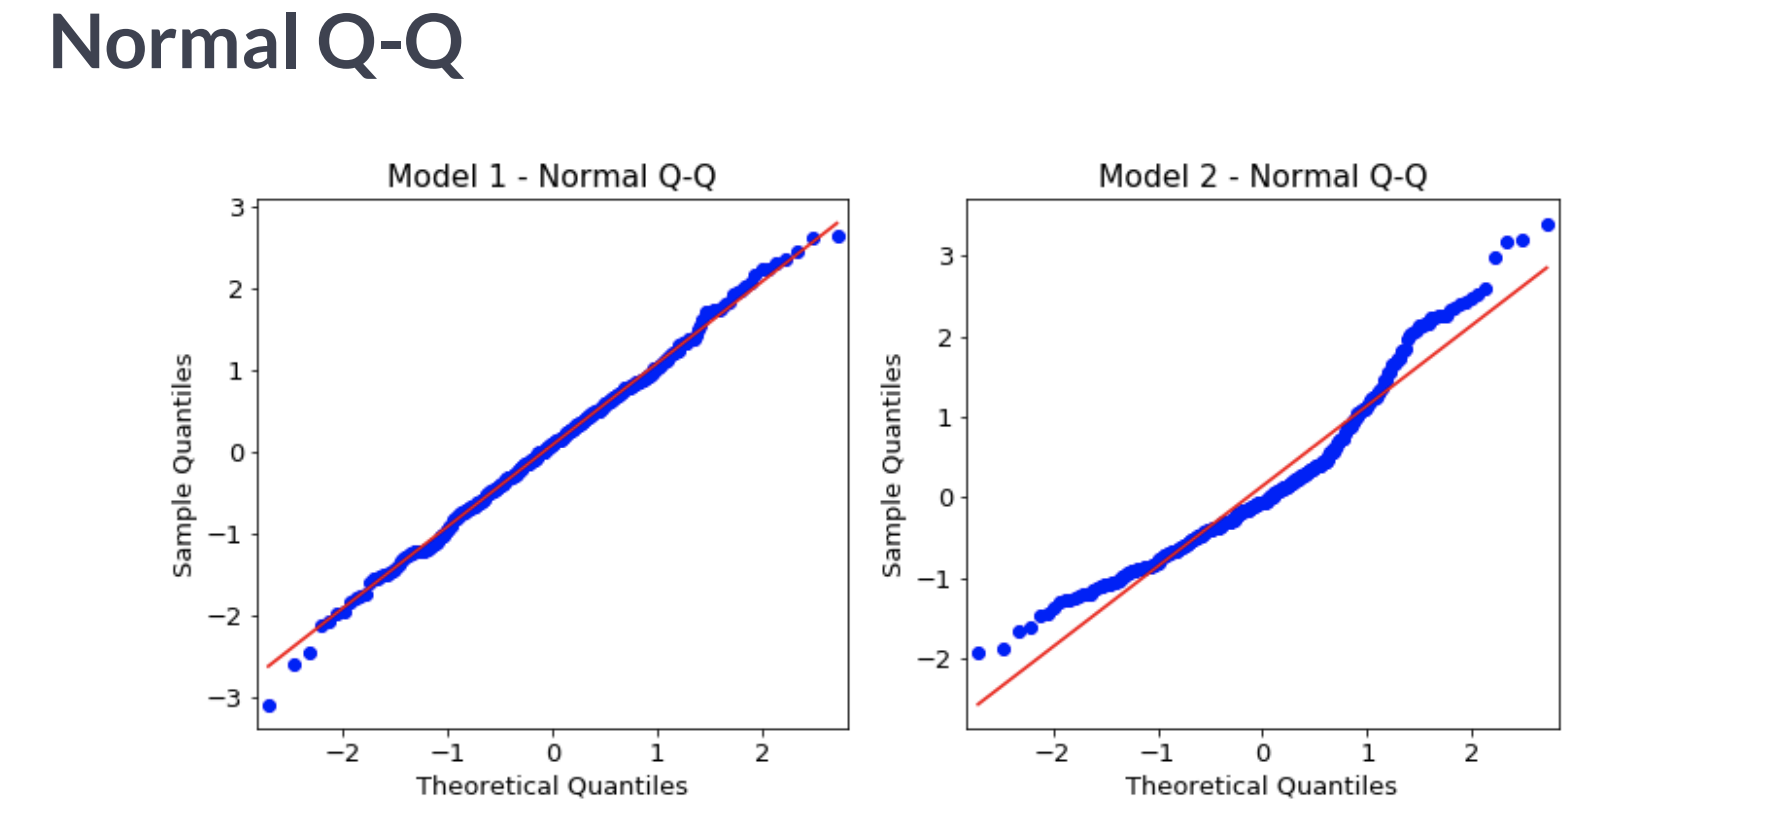 Normal Q-Q
Model 1 - Normal Q-Q
3
2
1
0
−1
−2
−3
Sample Quantiles
−2 −1 0 1 2
Theoretical Quantiles
Model 2 - Normal Q-Q
3
2
1
0
−1
−2
Sample Quantiles
−2 −1 0 1 2
Theoretical Quantiles